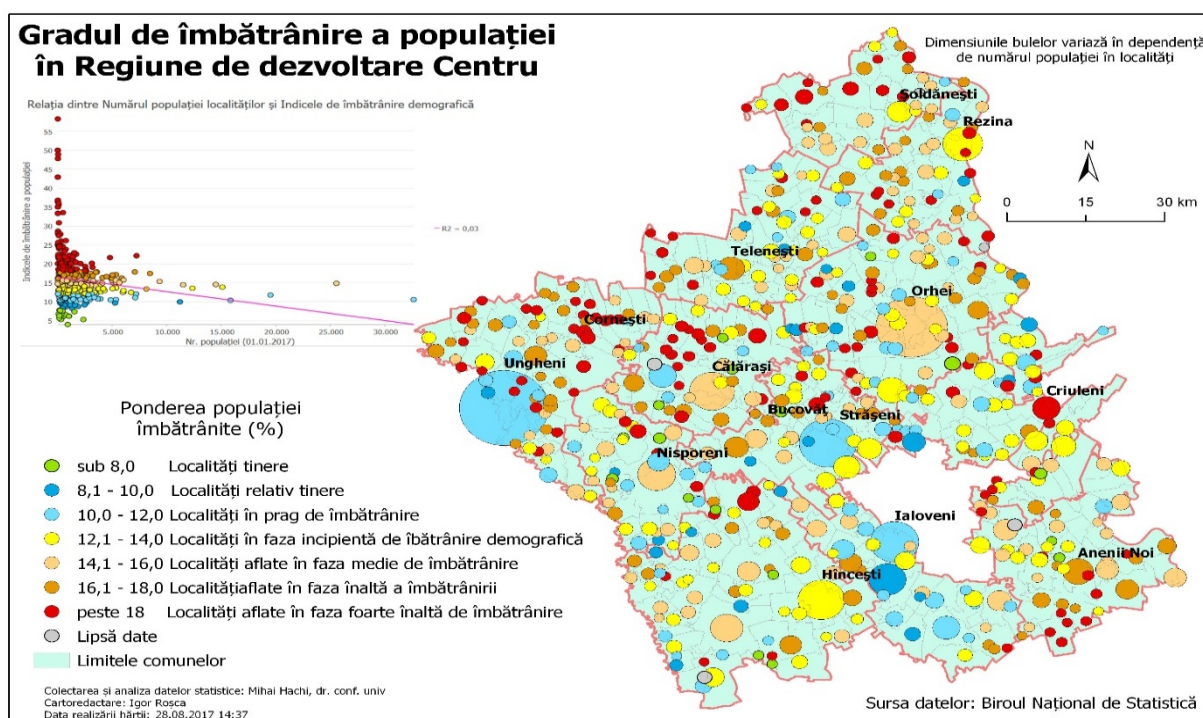 Gradul de îmbătrânire a populației
în Regiune de dezvoltare Centru
Dimensiunile bulelor variază în dependență
de numărul populației în localități
Relația dintre Numărul populației localităților și Indicele de îmbătrânire demografică
Indicele de îmbătrânire a populației
55
50
45
40
35
30
25
20
15
10
5
R2 = 0,03
5.000
10.000
15.000
20.000
25.000
30.000
Nr. populației (01.01.2017)
N
0 15 30 km
Șoldănești
Rezina
Telenești
Orhei
Cornești
Ungheni
Călărași
Criuleni
Bucovăț
Strășeni
Nisporeni
Ialoveni
Anenii Noi
Hîncești
Ponderea populației
îmbătrânite (%)
sub 8,0 Localități tinere
8,1 - 10,0 Localități relativ tinere
10,0 - 12,0 Localități în prag de îmbătrânire
12,1 - 14,0 Localități în faza incipientă de îbătrânire demografică
14,1 - 16,0 Localități aflate în faza medie de îmbătrânire
16,1 - 18,0 Localitățiaflate în faza înaltă a îmbătrânirii
peste 18 Localități aflate în faza foarte înaltă de îmbătrânire
Lipsă date
Limitele comunelor
Colectarea și analiza datelor statistice: Mihai Hachi, dr. conf. univ
Cartoredactare: Igor Roșca
Data realizării hărții: 28.08.2017 14:37
Sursa datelor: Biroul Național de Statistică